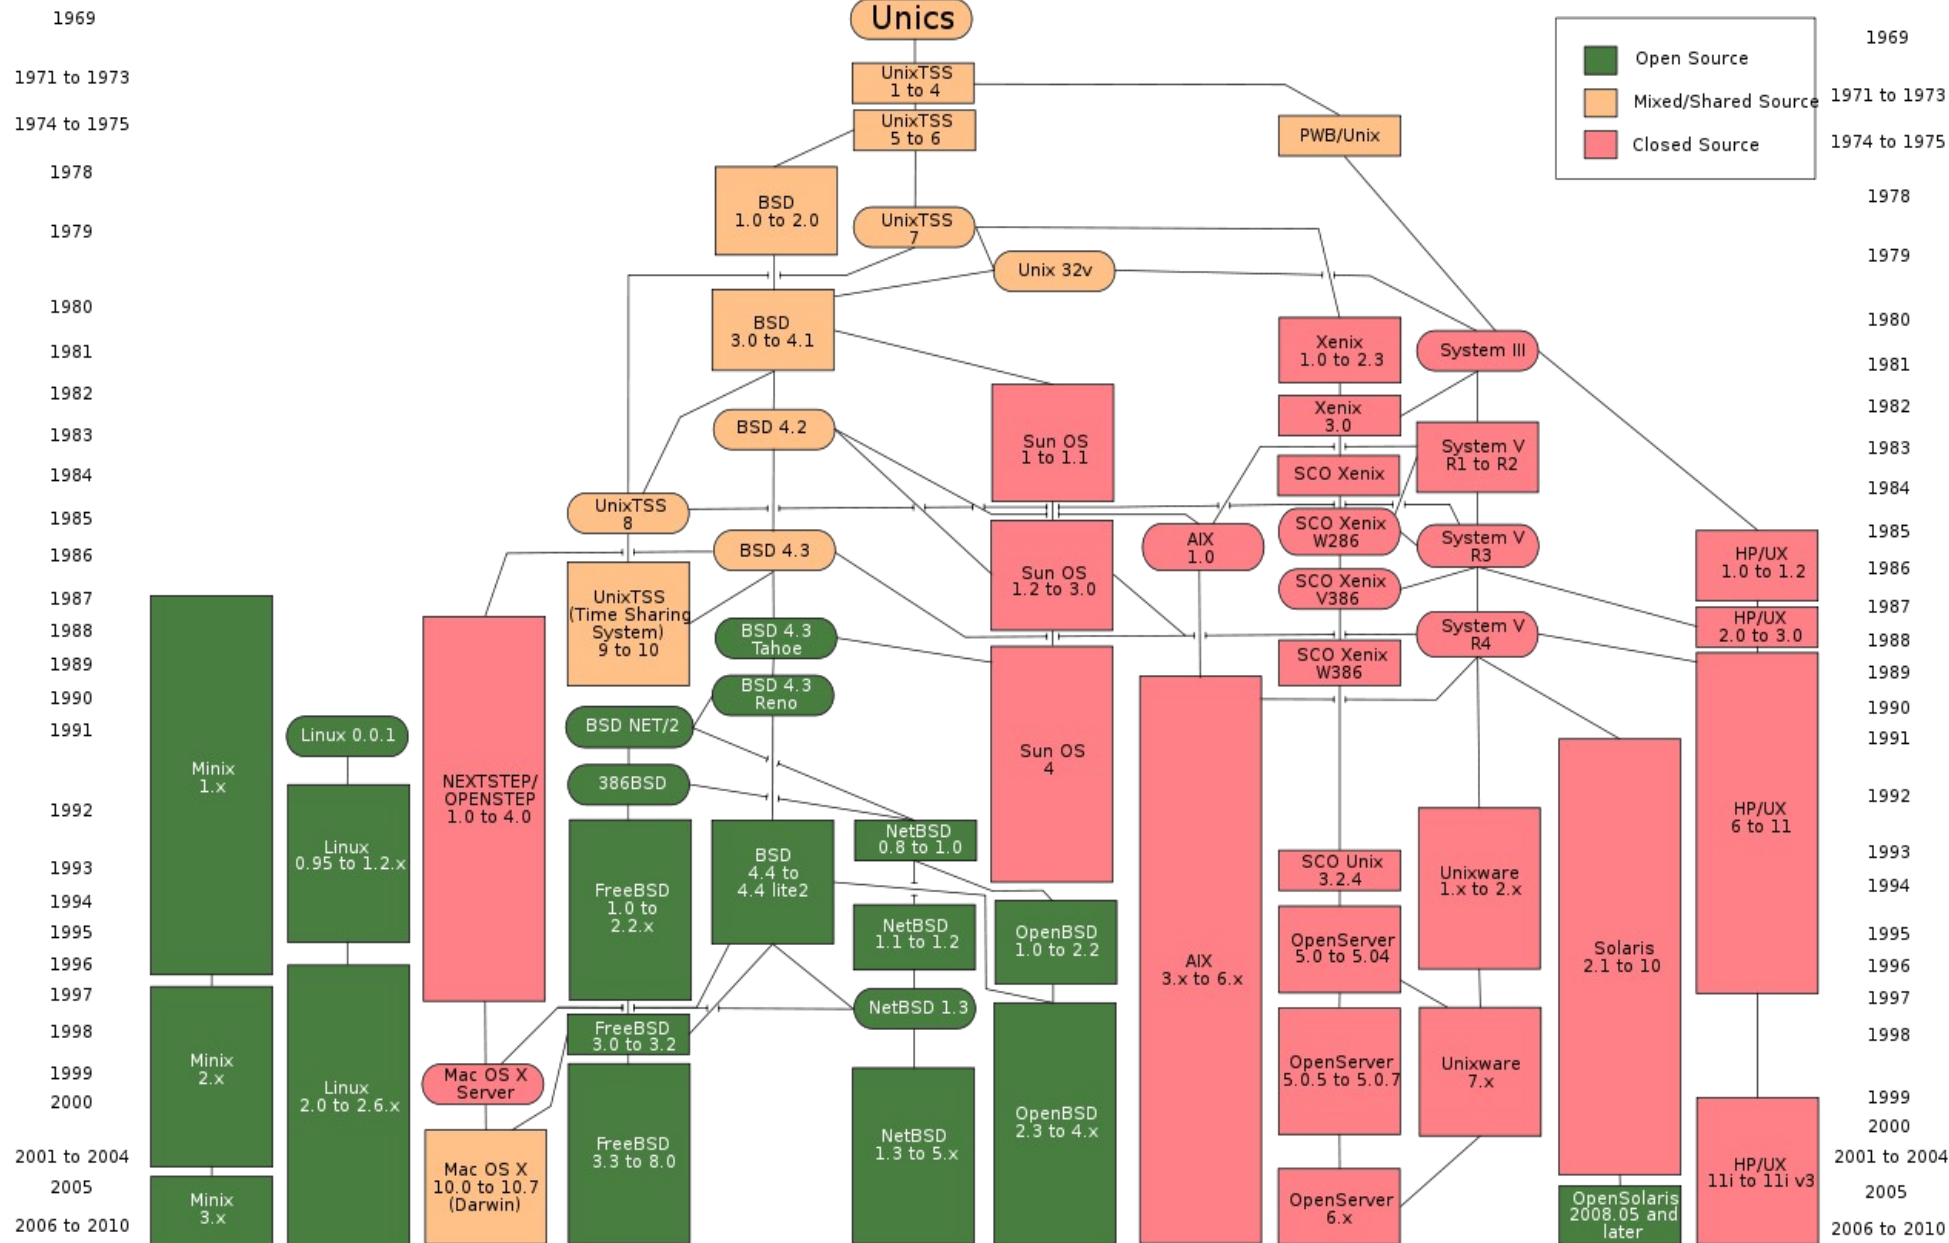 Unics
1969
1971 to 1973
1974 to 1975
1978
1979
1980
1981
1982
1983
1984
1985
1986
1987
1988
1989
1990
1991
1992
1993
1994
1995
1996
1997
1998
1999
2000
2001 to 2004
2005
2006 to 2010
Minix
1.x
Minix
2.x
Minix
3.x
Linux 0.0.1
Linux
0.95 to 1.2.x
Linux
2.0 to 2.6.x
NEXTSTEP/
OPENSTEP
1.0 to 4.0
Mac OS X
Server
Mac OS X
10.0 to 10.7
(Darwin)
UnixTSS
8
UnixTSS
(Time Sharing
System)
9 to 10
BSD NET/2
386BSD
FreeBSD
1.0 to
2.2.x
FreeBSD
3.0 to 3.2
FreeBSD
3.3 to 8.0
BSD
1.0 to 2.0
BSD
3.0 to 4.1
BSD 4.2
BSD 4.3
BSD 4.3
Tahoe
BSD 4.3
Reno
BSD
4.4 to
4.4 lite2
UnixTSS
1 to 4
UnixTSS
5 to 6
UnixTSS
7
NetBSD
0.8 to 1.0
NetBSD
1.1 to 1.2
NetBSD 1.3
NetBSD
1.3 to 5.x
Unix 32v
Sun OS
1 to 1.1
Sun OS
1.2 to 3.0
Sun OS
4
OpenBSD
1.0 to 2.2
OpenBSD
2.3 to 4.x
AIX
1.0
AIX
3.x to 6.x
PWB/Unix
Xenix
1.0 to 2.3
Xenix
3.0
SCO Xenix
SCO Xenix
W286
SCO Xenix
V386
SCO Xenix
W386
SCO Unix
3.2.4
OpenServer
5.0 to 5.04
OpenServer
5.0.5 to 5.0.7
OpenServer
6.x
System III
System V
R1 to R2
System V
R3
System V
R4
Unixware
1.x to 2.x
Unixware
7.x
Solaris
2.1 to 10
OpenSolaris
2008.05 and
later
HP/UX
1.0 to 1.2
HP/UX
2.0 to 3.0
HP/UX
6 to 11
HP/UX
11i to 11i v3
Open Source
Mixed/Shared Source
Closed Source
1969
1971 to 1973
1974 to 1975
1978
1979
1980
1981
1982
1983
1984
1985
1986
1987
1988
1989
1990
1991
1992
1993
1994
1995
1996
1997
1998
1999
2000
2001 to 2004
2005
2006 to 2010